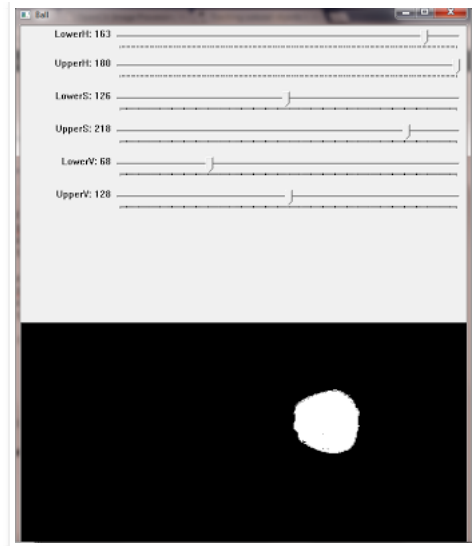 Ball
LowerH: 163
UpperH: 180
LowerS: 126
UpperS: 218
LowerV: 68
UpperV: 128